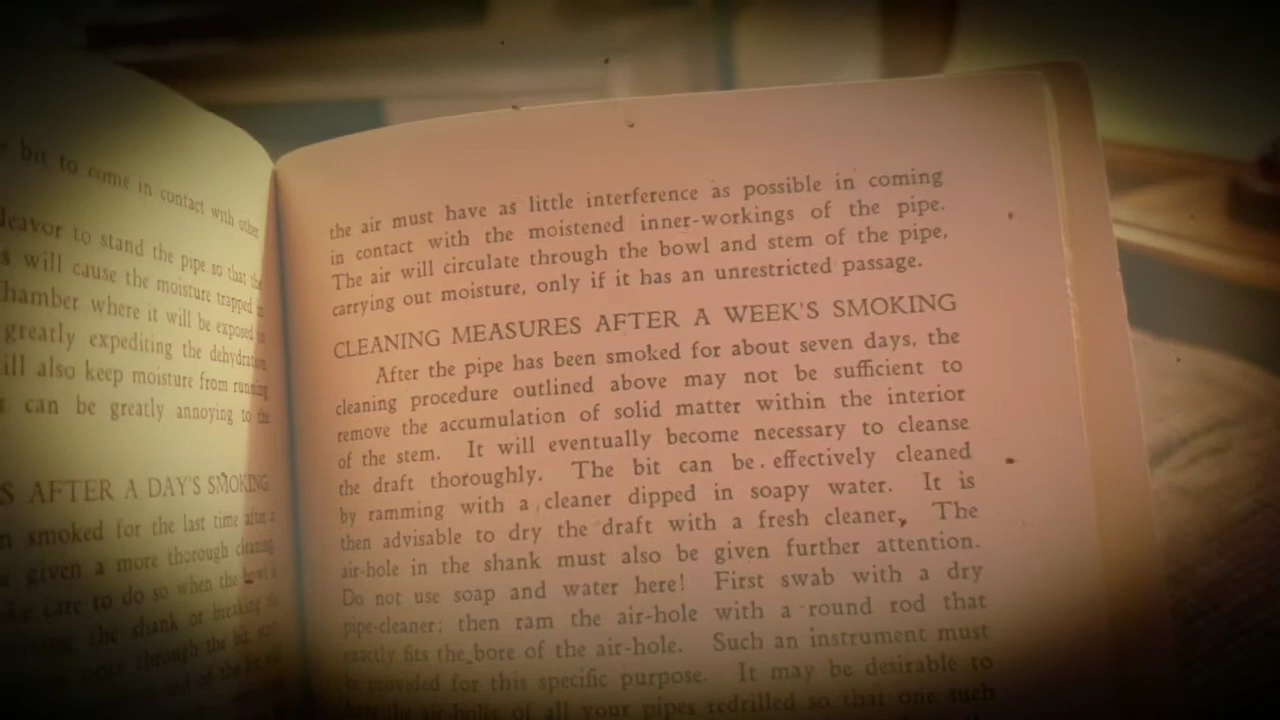 bit to come in contact with other
deavor to stand the pipe so that the
s will cause the moisture trapped in
hamber where it will be exposed to
greatly expediting the dehydration
ill also keep moisture from running
can be greatly annoying to the
S AFTER A DAY'S SMOKING
n smoked for the last time after a
given a more thorough cleaning
care to do so when the bowl is
the shank or breaking the
through the bit
the air must have as little interference as possible in coming
in contact with the moistened inner-workings of the pipe.
The air will circulate through the bowl and stem of the pipe,
carrying out moisture, only if it has an unrestricted passage.
CLEANING MEASURES AFTER A WEEK'S SMOKING
After the pipe has been smoked for about seven days, the
cleaning procedure outlined above may not be sufficient to
remove the accumulation of solid matter within the interior
of the stem. It will eventually become necessary to cleanse
the draft thoroughly. The bit can be effectively cleaned
by ramming with a cleaner dipped in soapy water. It is
then advisable to dry the draft with a fresh cleaner, The
air-hole in the shank must also be given further attention.
Do not use soap and water here! First swab with a dry
pipe-cleaner; then ram the air-hole with a round rod that
exactly fits the bore of the air-hole. Such an instrument must
be provided for this specific purpose. It may be desirable to
have the air-holes of all your pipes redrilled so that one such